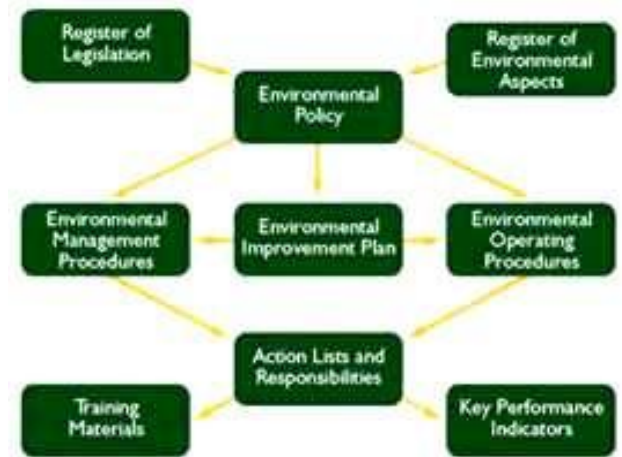 Register of
Legislation
Register of
Environmental
Aspects
Environmental
Policy
Environmental
Management
Procedures
Environmental
Improvement Plan
Environmental
Operating
Procedures
Action Lists and
Responsibilities
Training
Materials
Key Performance
Indicators